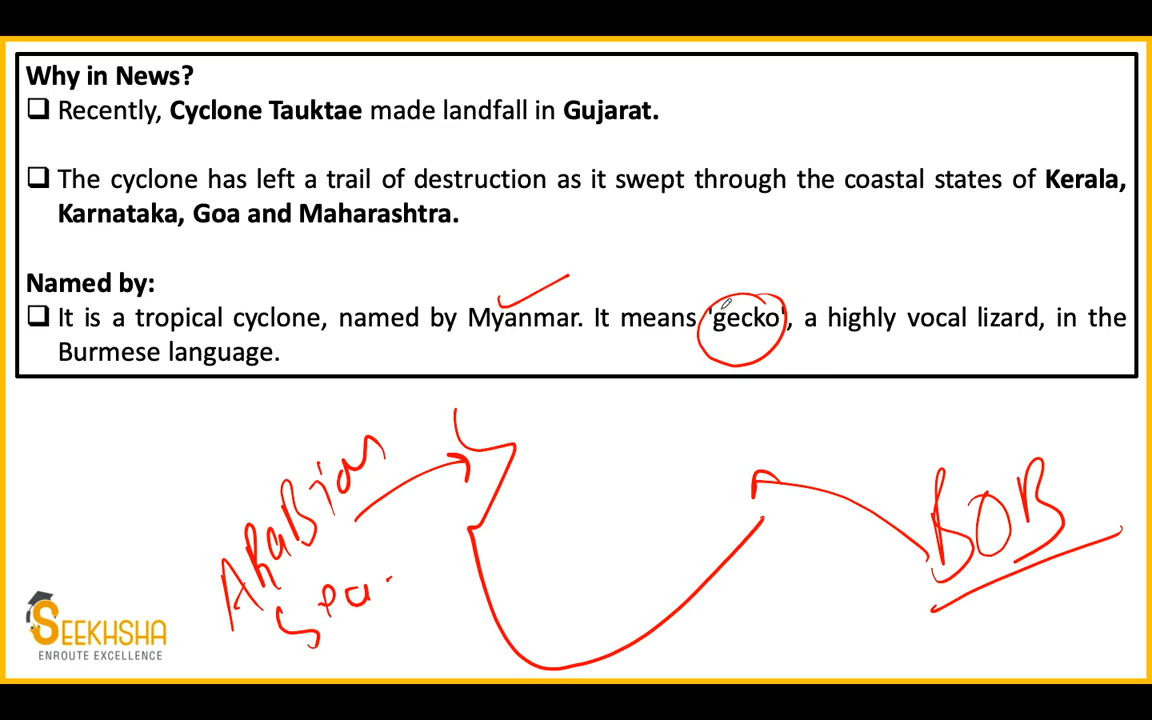 Why in News?
❑ Recently, Cyclone Tauktae made landfall in Gujarat.
❑ The cyclone has left a trail of destruction as it swept through the coastal states of Kerala,
Karnataka, Goa and Maharashtra.
Named by:
❑ It is a tropical cyclone, named by Myanmar. It means 'gecko', a highly vocal lizard, in the
Burmese language.
ARaBian
Sea
BOB
SEEKHSHA
ENROUTE EXCELLENCE